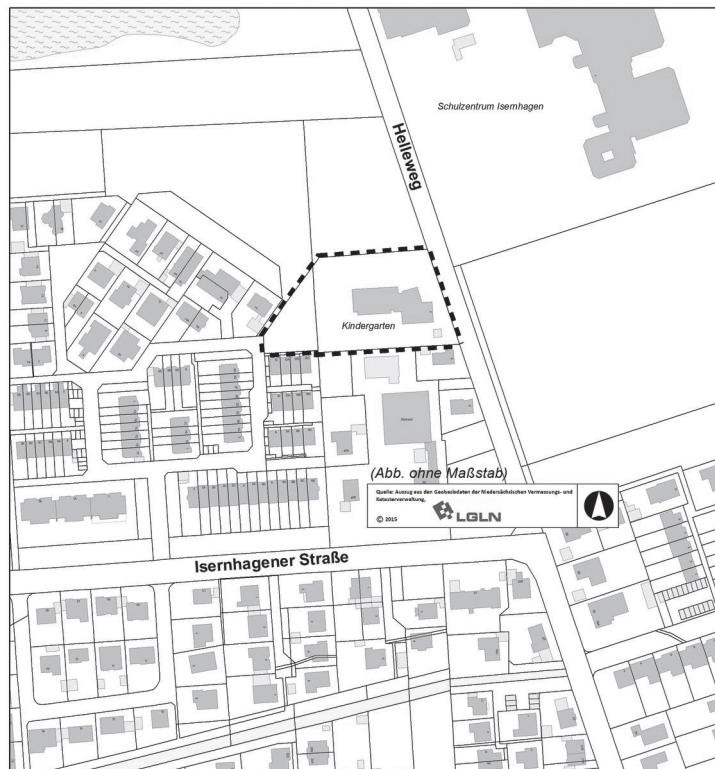 Schulzentrum Isernhagen
Helleweg
Kindergarten
(Abb. ohne Maßstab)
Quelle: Auszug aus den Geobasisdaten der Niedersächsischen Vermessungs- und
Katasterverwaltung,
© 2015
LGLN
Isernhagener Straße